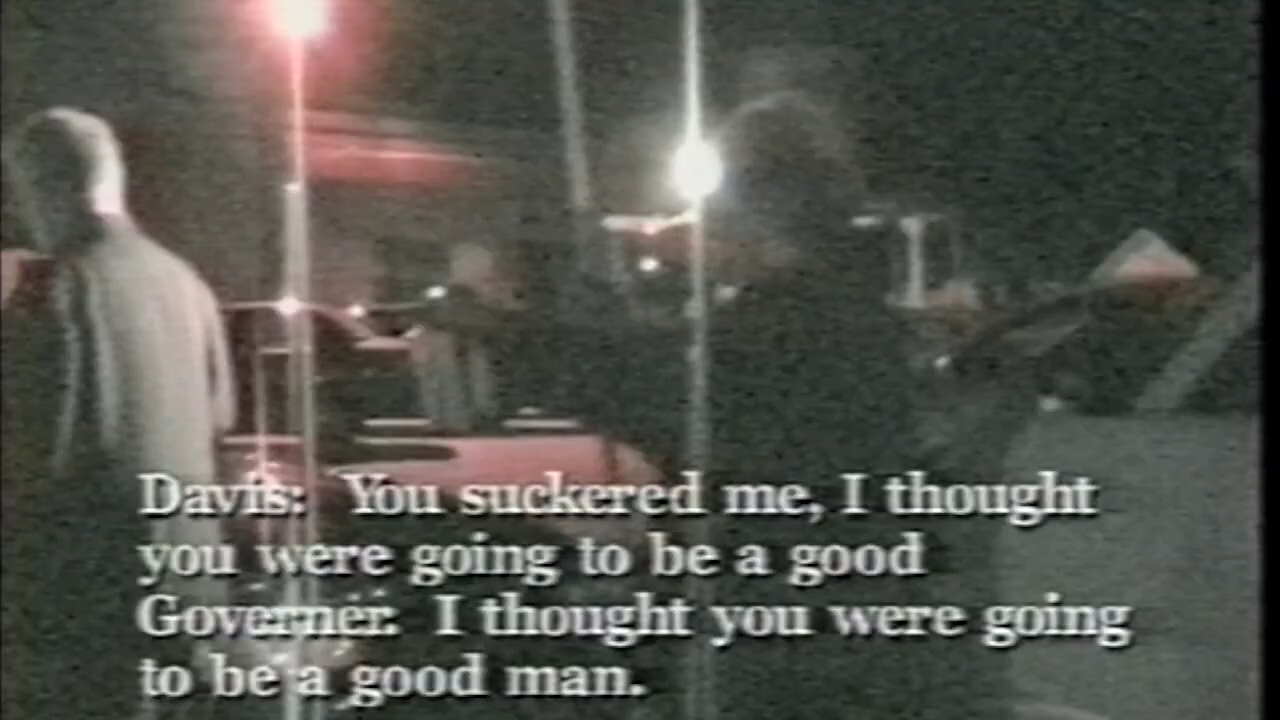 Davis: You suckered me, I thought
you were going to be a good
Governer. I thought you were going
to be a good man.